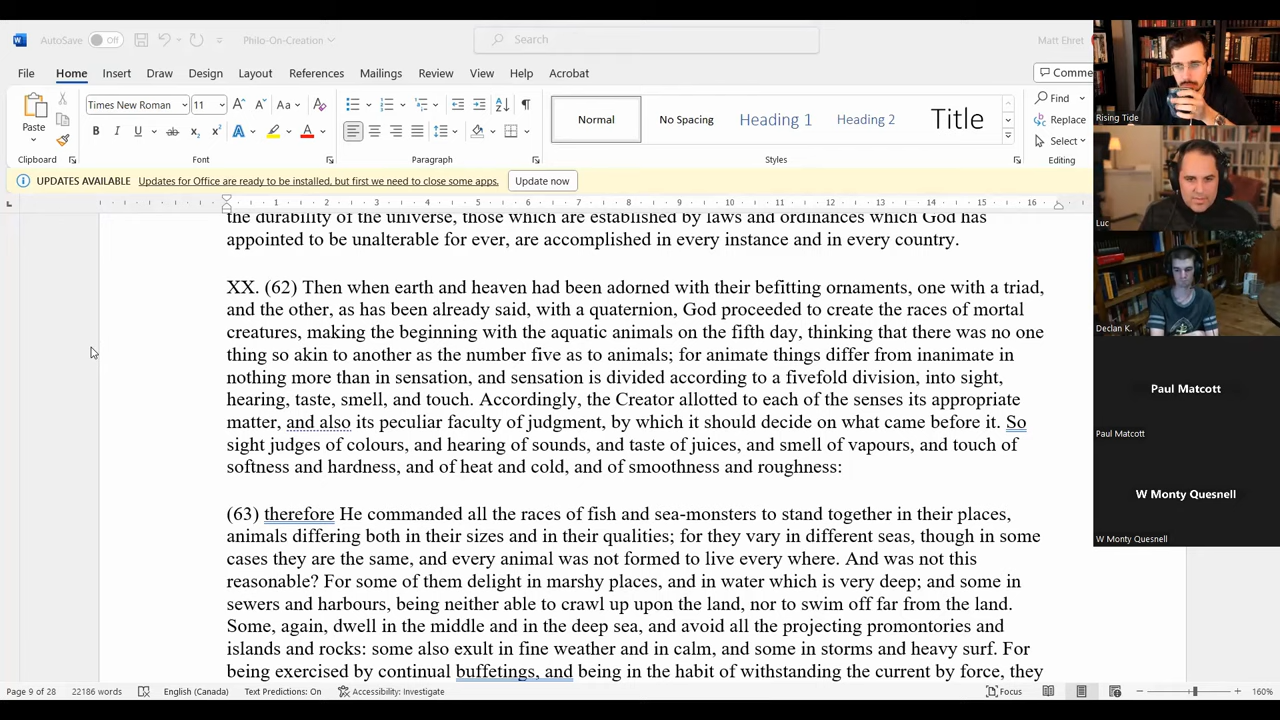 AutoSave Off Philo-On-Creation Search Matt Ehret
File Home Insert Draw Design Layout References Mailings Review View Help Acrobat Comme
Paste Times New Roman 11 Normal No Spacing Heading 1 Heading 2 Title Find
Replace
Select
Clipboard Font Paragraph Styles Editing
UPDATES AVAILABLE Updates for Office are ready to be installed, but first we need to close some apps. Update now
1 2 3 4 5 6 7 8 9 10 11 12 13 14 15 16
the durability of the universe, those which are established by laws and ordinances which God has
appointed to be unalterable for ever, are accomplished in every instance and in every country.
XX. (62) Then when earth and heaven had been adorned with their befitting ornaments, one with a triad,
and the other, as has been already said, with a quaternion, God proceeded to create the races of mortal
creatures, making the beginning with the aquatic animals on the fifth day, thinking that there was no one
thing so akin to another as the number five as to animals; for animate things differ from inanimate in
nothing more than in sensation, and sensation is divided according to a fivefold division, into sight,
hearing, taste, smell, and touch. Accordingly, the Creator allotted to each of the senses its appropriate
matter, and also its peculiar faculty of judgment, by which it should decide on what came before it. So
sight judges of colours, and hearing of sounds, and taste of juices, and smell of vapours, and touch of
softness and hardness, and of heat and cold, and of smoothness and roughness:
(63) therefore He commanded all the races of fish and sea-monsters to stand together in their places,
animals differing both in their sizes and in their qualities; for they vary in different seas, though in some
cases they are the same, and every animal was not formed to live every where. And was not this
reasonable? For some of them delight in marshy places, and in water which is very deep; and some in
sewers and harbours, being neither able to crawl up upon the land, nor to swim off far from the land.
Some, again, dwell in the middle and in the deep sea, and avoid all the projecting promontories and
islands and rocks: some also exult in fine weather and in calm, and some in storms and heavy surf. For
being exercised by continual buffetings, and being in the habit of withstanding the current by force, they
Page 9 of 28 22186 words English (Canada) Text Predictions: On Accessibility: Investigate Focus 160%
Rising Tide
Luc
Declan K.
Paul Matcott
Paul Matcott
W Monty Quesnell
W Monty Quesnell